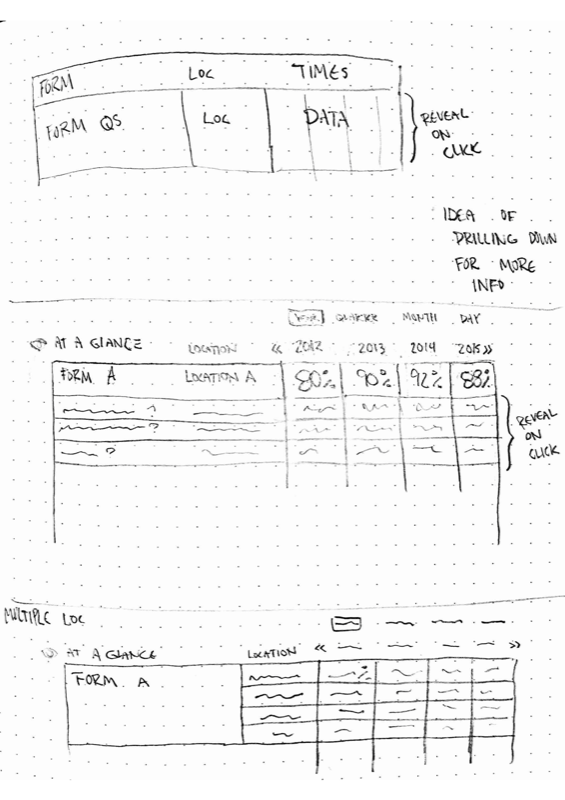 FORM LOC TIMES
FORM QS LOC DATA
REVEAL
ON
CLICK
IDEA OF
DRILLING DOWN
FOR MORE
INFO
YEAR QUARTER MONTH DAY
AT A GLANCE LOCATION << 2012 2013 2014 2015 >>
FORM A LOCATION A 80% 90% 92% 88%
?
?
?
REVEAL
ON
CLICK
MULTIPLE LOC
AT A GLANCE LOCATION << >>
FORM A %